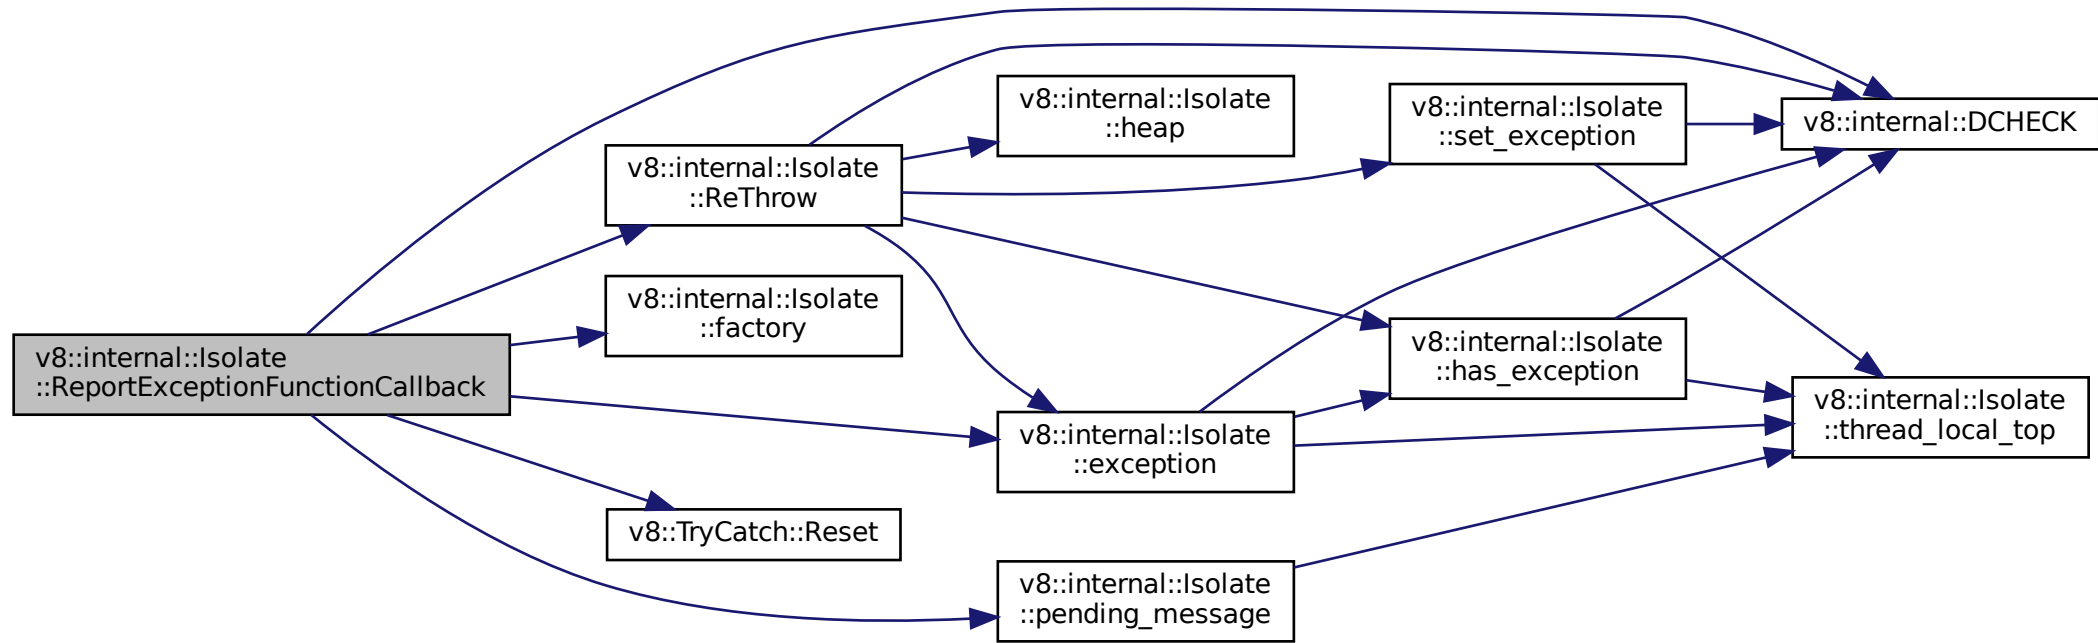 v8::internal::Isolate
::ReportExceptionFunctionCallback
v8::internal::Isolate
::ReThrow
v8::internal::Isolate
::factory
v8::TryCatch::Reset
v8::internal::Isolate
::heap
v8::internal::Isolate
::exception
v8::internal::Isolate
::pending_message
v8::internal::Isolate
::set_exception
v8::internal::Isolate
::has_exception
v8::internal::DCHECK
v8::internal::Isolate
::thread_local_top